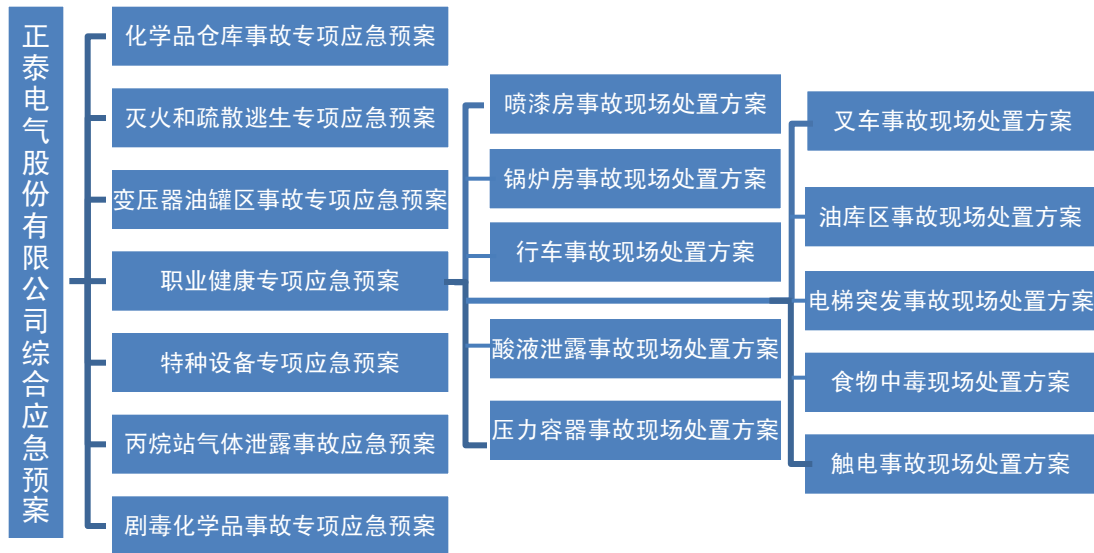 正泰电气股份有限公司综合应急预案
化学品仓库事故专项应急预案
灭火和疏散逃生专项应急预案
变压器油罐区事故专项应急预案
职业健康专项应急预案
特种设备专项应急预案
丙烷站气体泄露事故应急预案
剧毒化学品事故专项应急预案
喷漆房事故现场处置方案
锅炉房事故现场处置方案
行车事故现场处置方案
酸液泄露事故现场处置方案
压力容器事故现场处置方案
叉车事故现场处置方案
油库区事故现场处置方案
电梯突发事故现场处置方案
食物中毒现场处置方案
触电事故现场处置方案